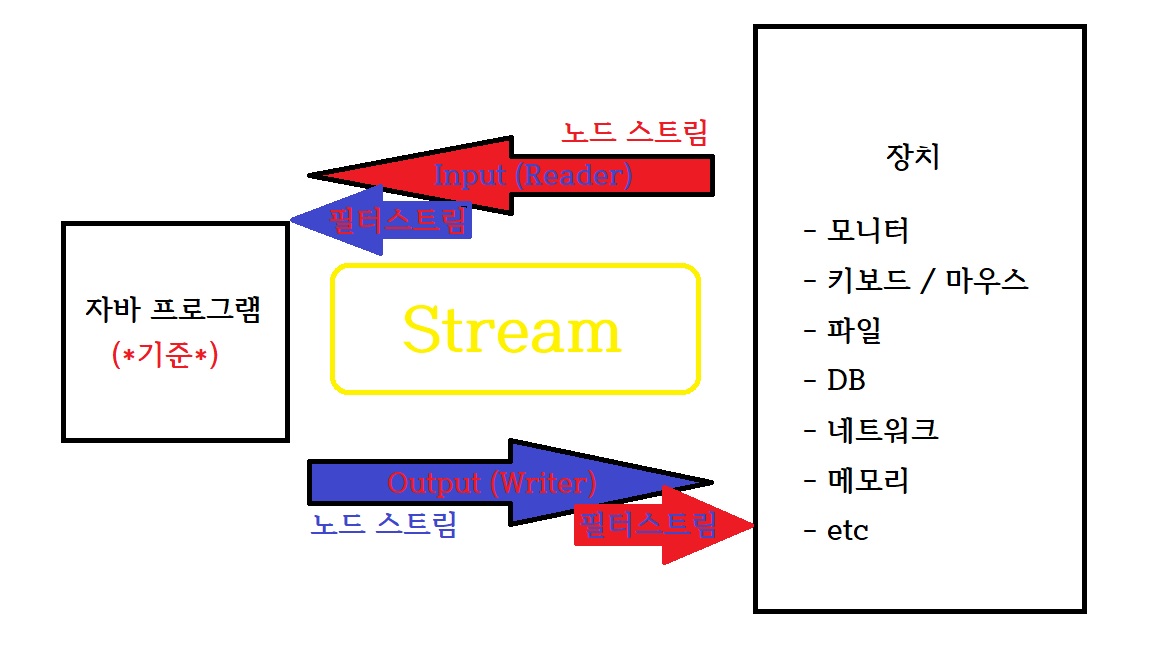 노드 스트림
Input (Reader)
필터스트림
자바 프로그램
(*기준*)
Stream
Output (Writer)
노드 스트림
필터스트림
장치
- 모니터
- 키보드 / 마우스
- 파일
- DB
- 네트워크
- 메모리
- etc